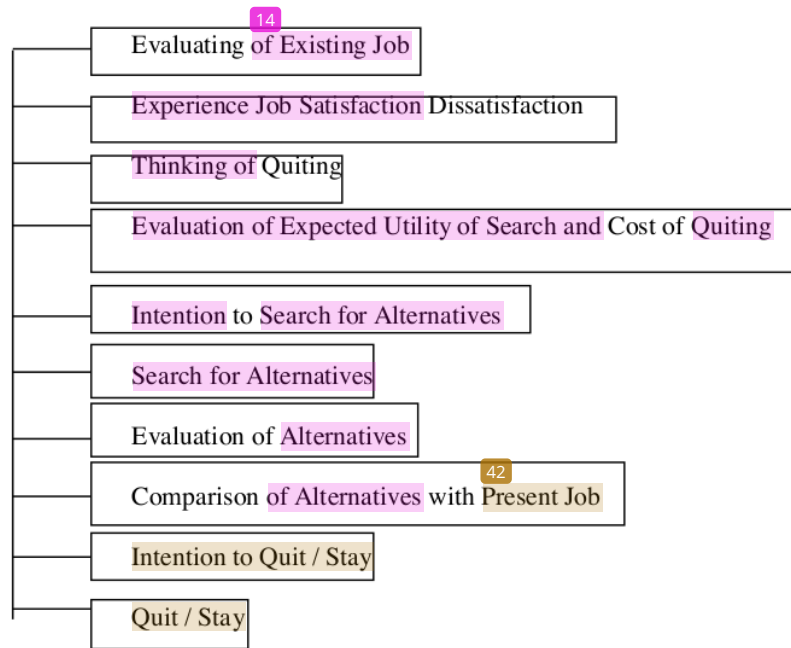 14
Evaluating of Existing Job
Experience Job Satisfaction Dissatisfaction
Thinking of Quiting
Evaluation of Expected Utility of Search and Cost of Quiting
Intention to Search for Alternatives
Search for Alternatives
Evaluation of Alternatives
42
Comparison of Alternatives with Present Job
Intention to Quit / Stay
Quit / Stay